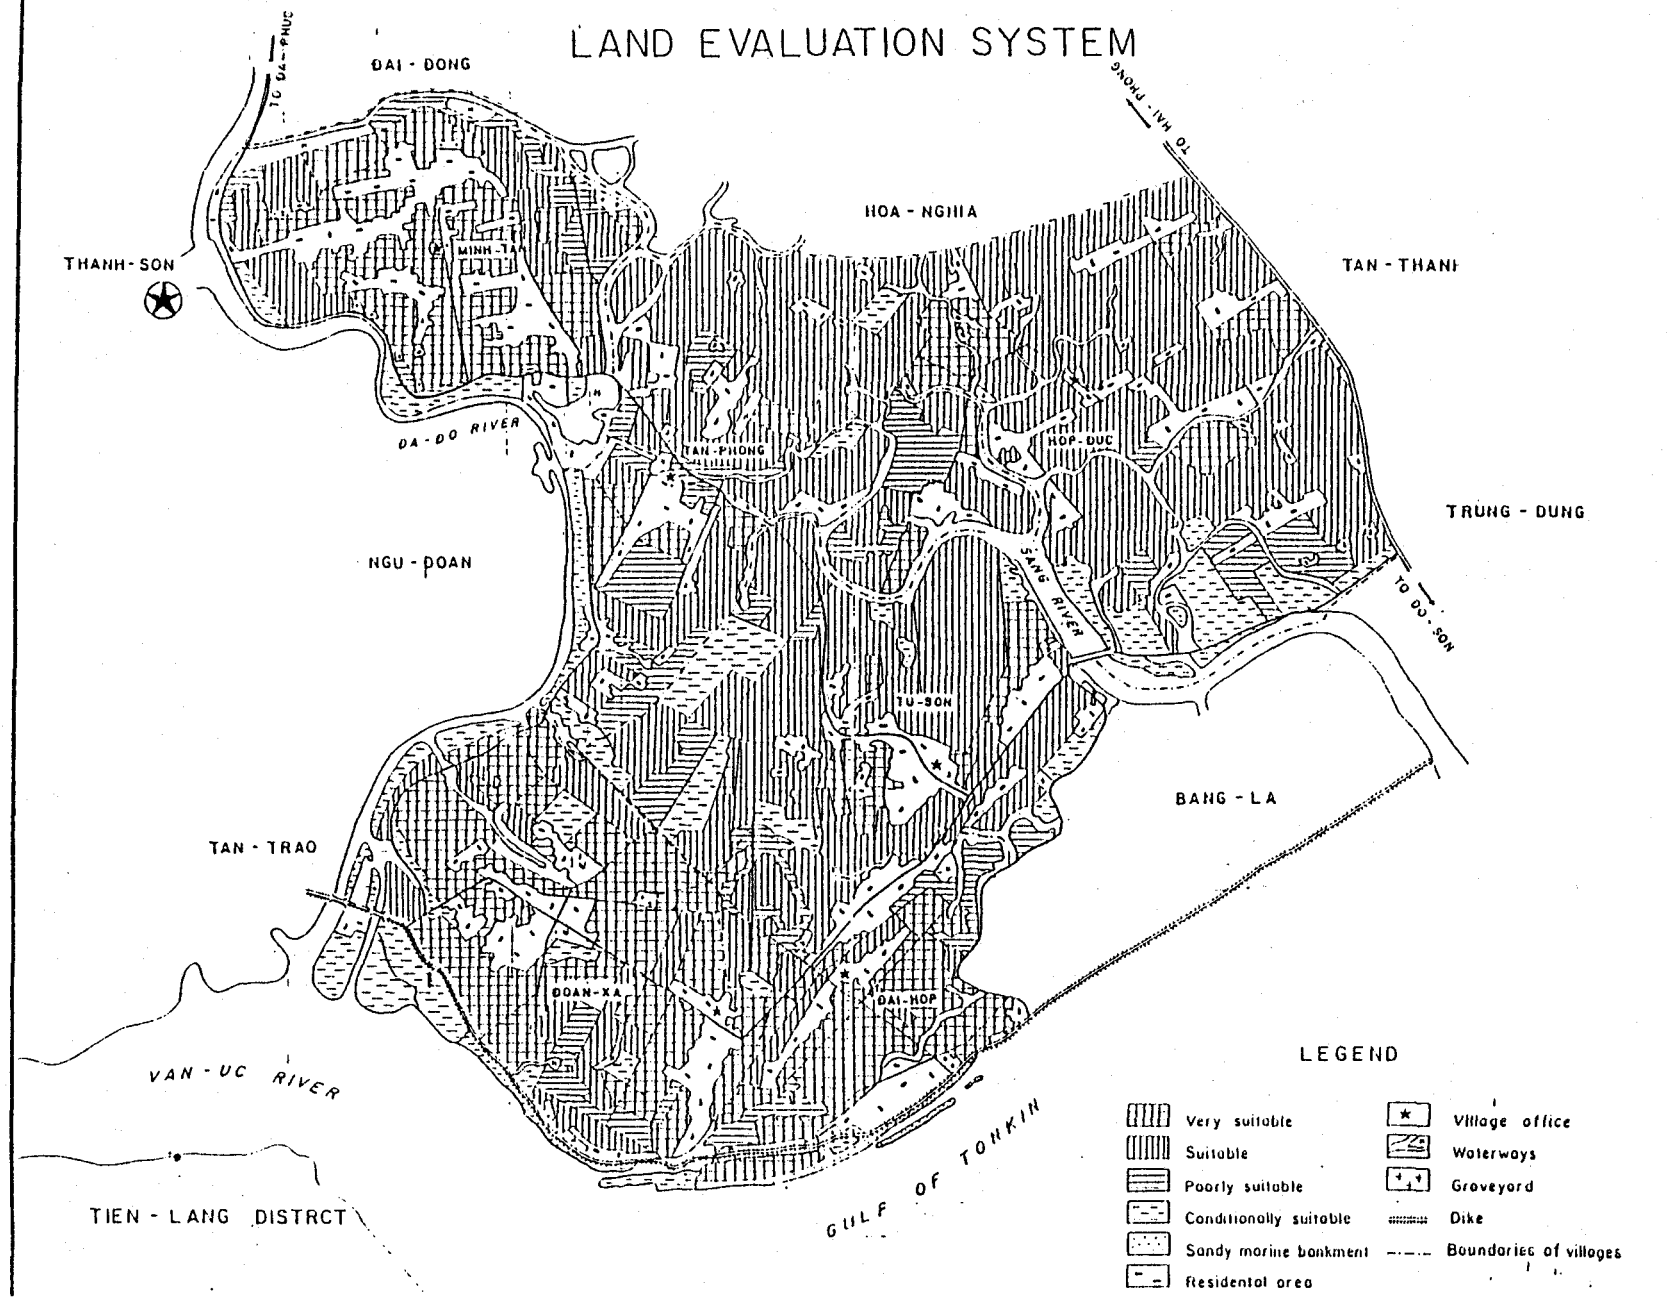 LAND EVALUATION SYSTEM
TO DA-PHUC
DAI - DONG
TO HAI - PHONG
HOA - NGHIA
THANH-SON
TAN - THANH
MINH-TAN
DA-DO RIVER
TAN-PHONG
HOP-DUC
TRUNG - DUNG
NGU - DOAN
SANG RIVER
TO DO-SON
TU-SON
BANG - LA
TAN - TRAO
DOAN-XA
DAI-HOP
VAN-UC RIVER
GULF OF TONKIN
TIEN - LANG DISTRCT
LEGEND
Very suitable
Suitable
Poorly suitable
Conditionally suitable
Sandy marine bankment
Residental area
Village office
Waterways
Graveyard
Dike
Boundaries of villages